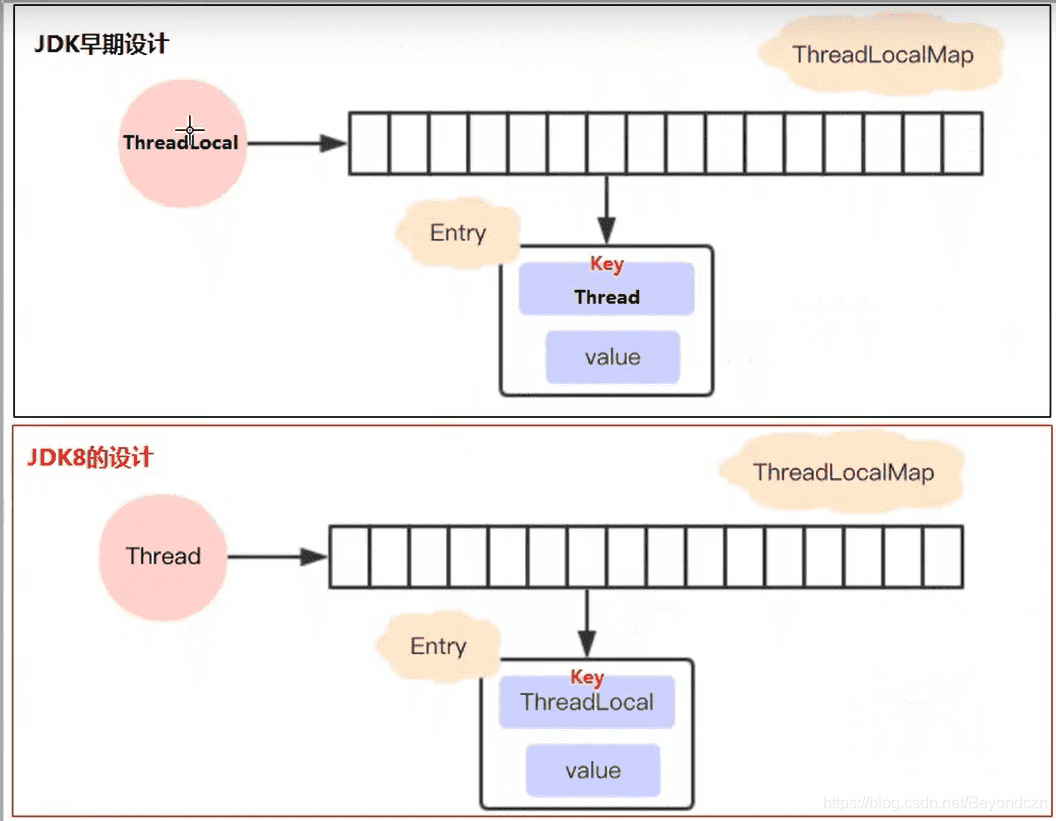 JDK早期设计
ThreadLocalMap
ThreadLocal
Entry
Key
Thread
value
JDK8的设计
ThreadLocalMap
Thread
Entry
Key
ThreadLocal
value
https://blog.csdn.net/Beyondczn